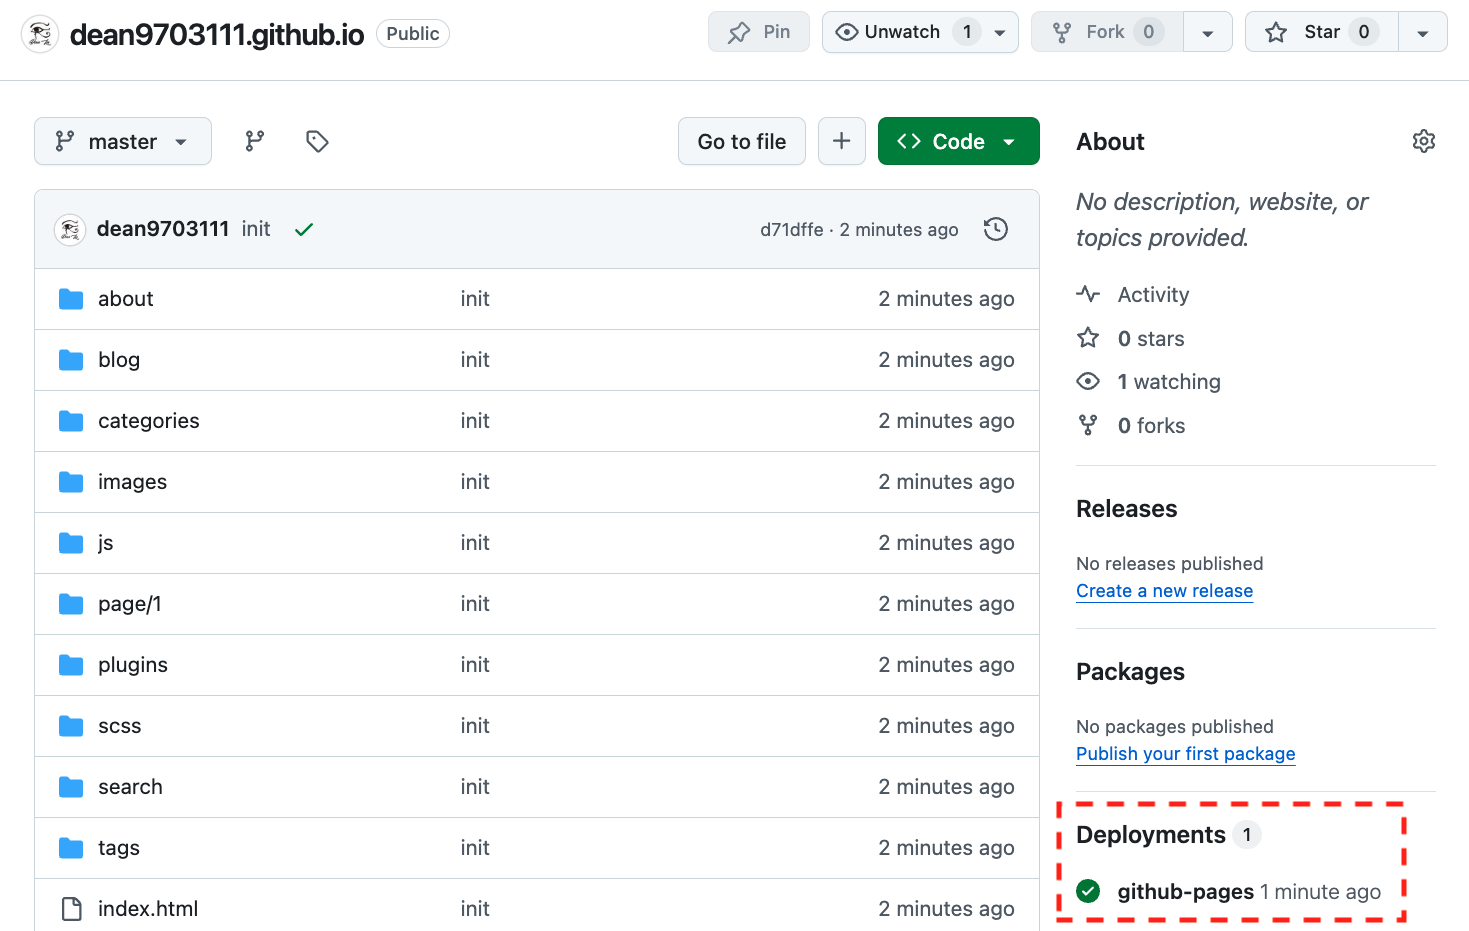 dean9703111.github.io Public
Pin
Unwatch 1
Fork 0
Star 0
master
Go to file
Code
dean9703111 init
d71dffe · 2 minutes ago
about init 2 minutes ago
blog init 2 minutes ago
categories init 2 minutes ago
images init 2 minutes ago
js init 2 minutes ago
page/1 init 2 minutes ago
plugins init 2 minutes ago
scss init 2 minutes ago
search init 2 minutes ago
tags init 2 minutes ago
index.html init 2 minutes ago
About
No description, website, or
topics provided.
Activity
0 stars
1 watching
0 forks
Releases
No releases published
Create a new release
Packages
No packages published
Publish your first package
Deployments 1
github-pages 1 minute ago